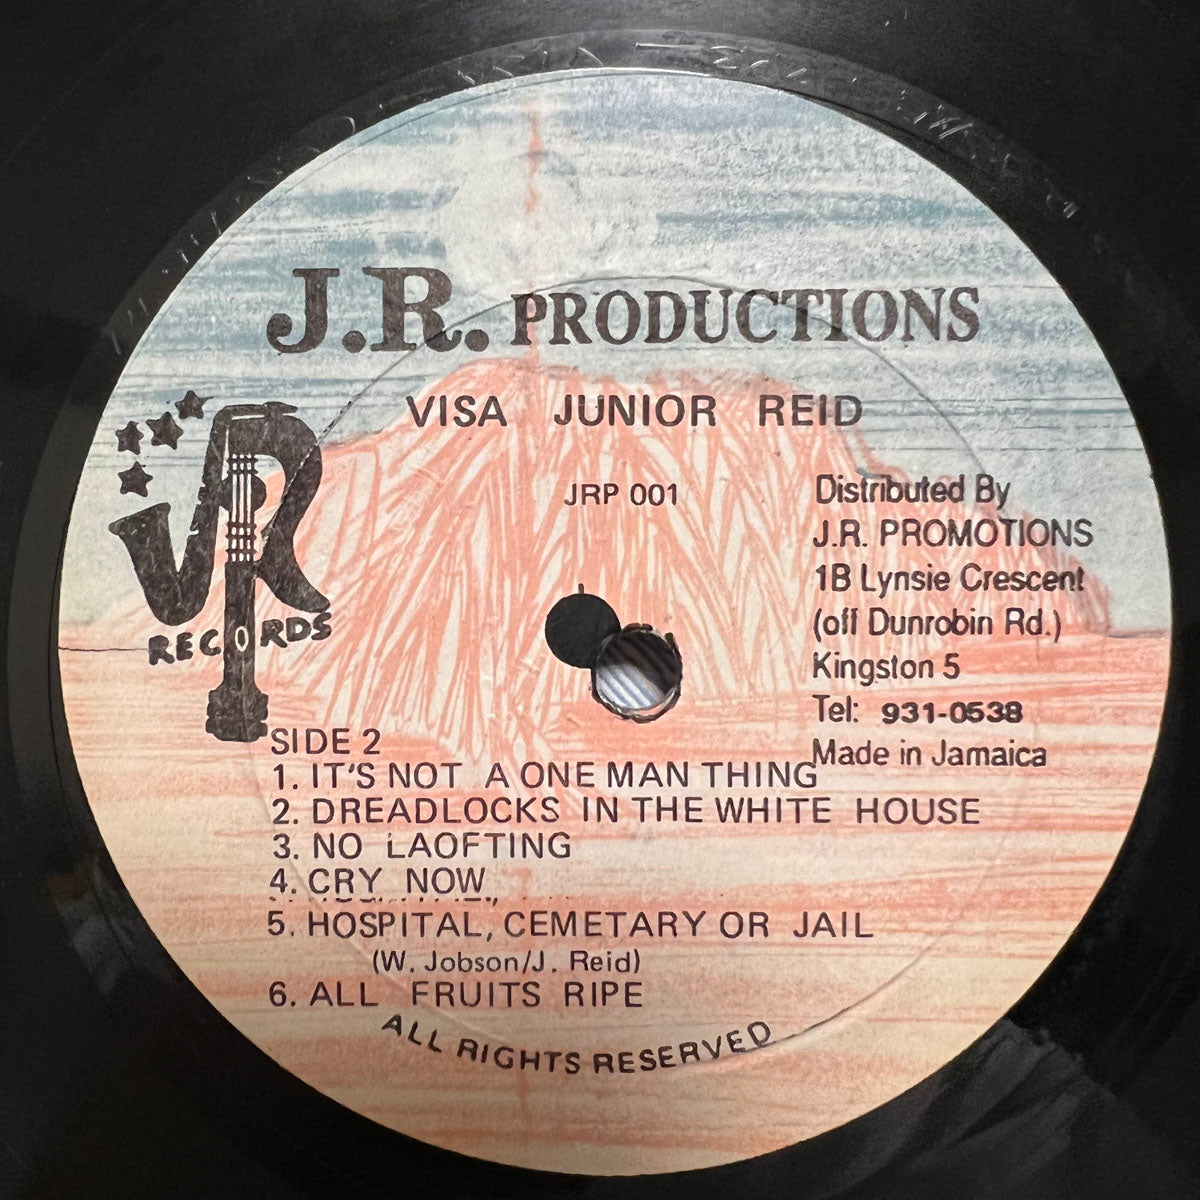 J.R. PRODUCTIONS
VISA JUNIOR REID
JRP 001
JR
RECORDS
Distributed By
J.R. PROMOTIONS
1B Lynsie Crescent
(off Dunrobin Rd.)
Kingston 5
Tel: 931-0538
Made in Jamaica
SIDE 2
1. IT'S NOT A ONE MAN THING
2. DREADLOCKS IN THE WHITE HOUSE
3. NO LAOFTING
4. CRY NOW
5. HOSPITAL, CEMETARY OR JAIL
(W. Jobson/J. Reid)
6. ALL FRUITS RIPE
ALL RIGHTS RESERVED